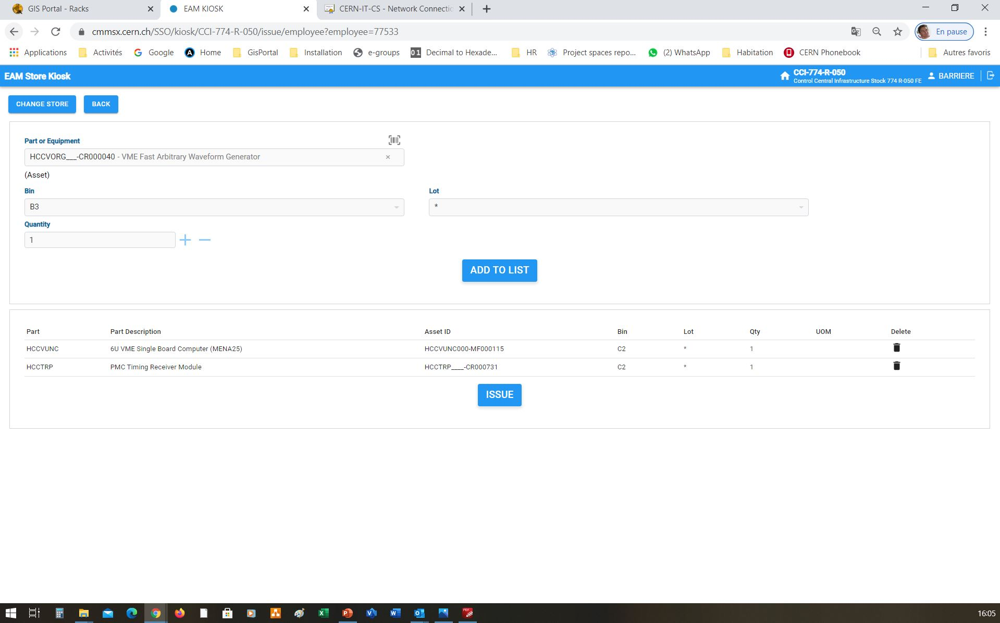 GIS Portal - Racks
EAM KIOSK
CERN-IT-CS - Network Connectio
cmmsx.cern.ch/SSO/kiosk/CCI-774-R-050/issue/employee?employee=77533
En pause
Applications
Activités
Google
Home
GisPortal
Installation
e-groups
Decimal to Hexade...
HR
Project spaces repo...
(2) WhatsApp
Habitation
CERN Phonebook
Autres favoris
EAM Store Kiosk
CCI-774-R-050
Control Central Infrastructure Stock 774 R-050 FE
BARRIERE
CHANGE STORE
BACK
Part or Equipment
HCCVORG___-CR000040 - VME Fast Arbitrary Waveform Generator
(Asset)
Bin
Lot
B3
*
Quantity
1
ADD TO LIST
Part Part Description Asset ID Bin Lot Qty UOM Delete
HCCVUNC 6U VME Single Board Computer (MENA25) HCCVUNC000-MF000115 C2 * 1
HCCTRP PMC Timing Receiver Module HCCTRP____-CR000731 C2 * 1
ISSUE
16:05